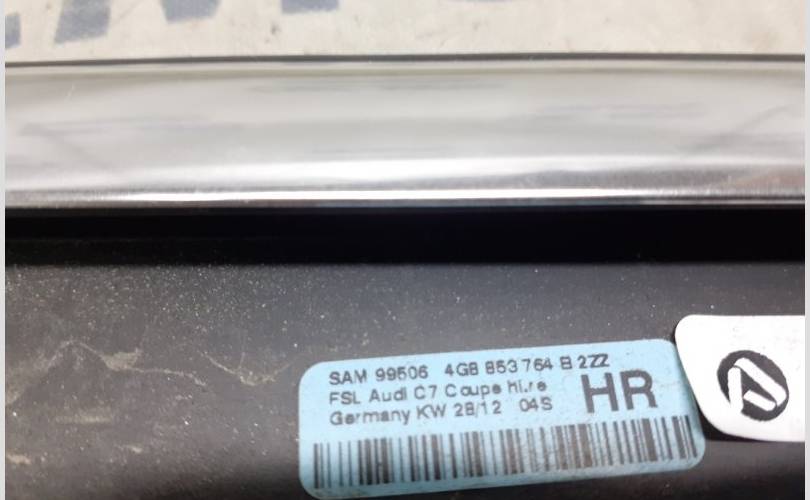 SAM 99506 4G8 853 764 B 2ZZ
FSL Audi C7 Coupe hi.re
Germany KW 28/12 04S
HR